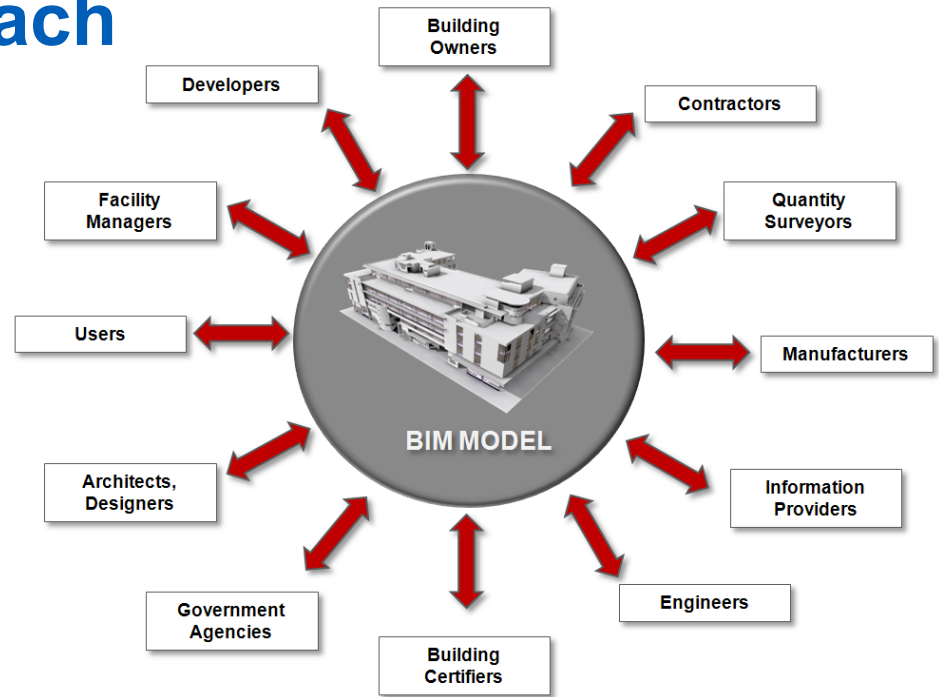 ach
Building
Owners
Developers
Contractors
Facility
Managers
Quantity
Surveyors
Users
Manufacturers
BIM MODEL
Architects,
Designers
Information
Providers
Government
Agencies
Engineers
Building
Certifiers